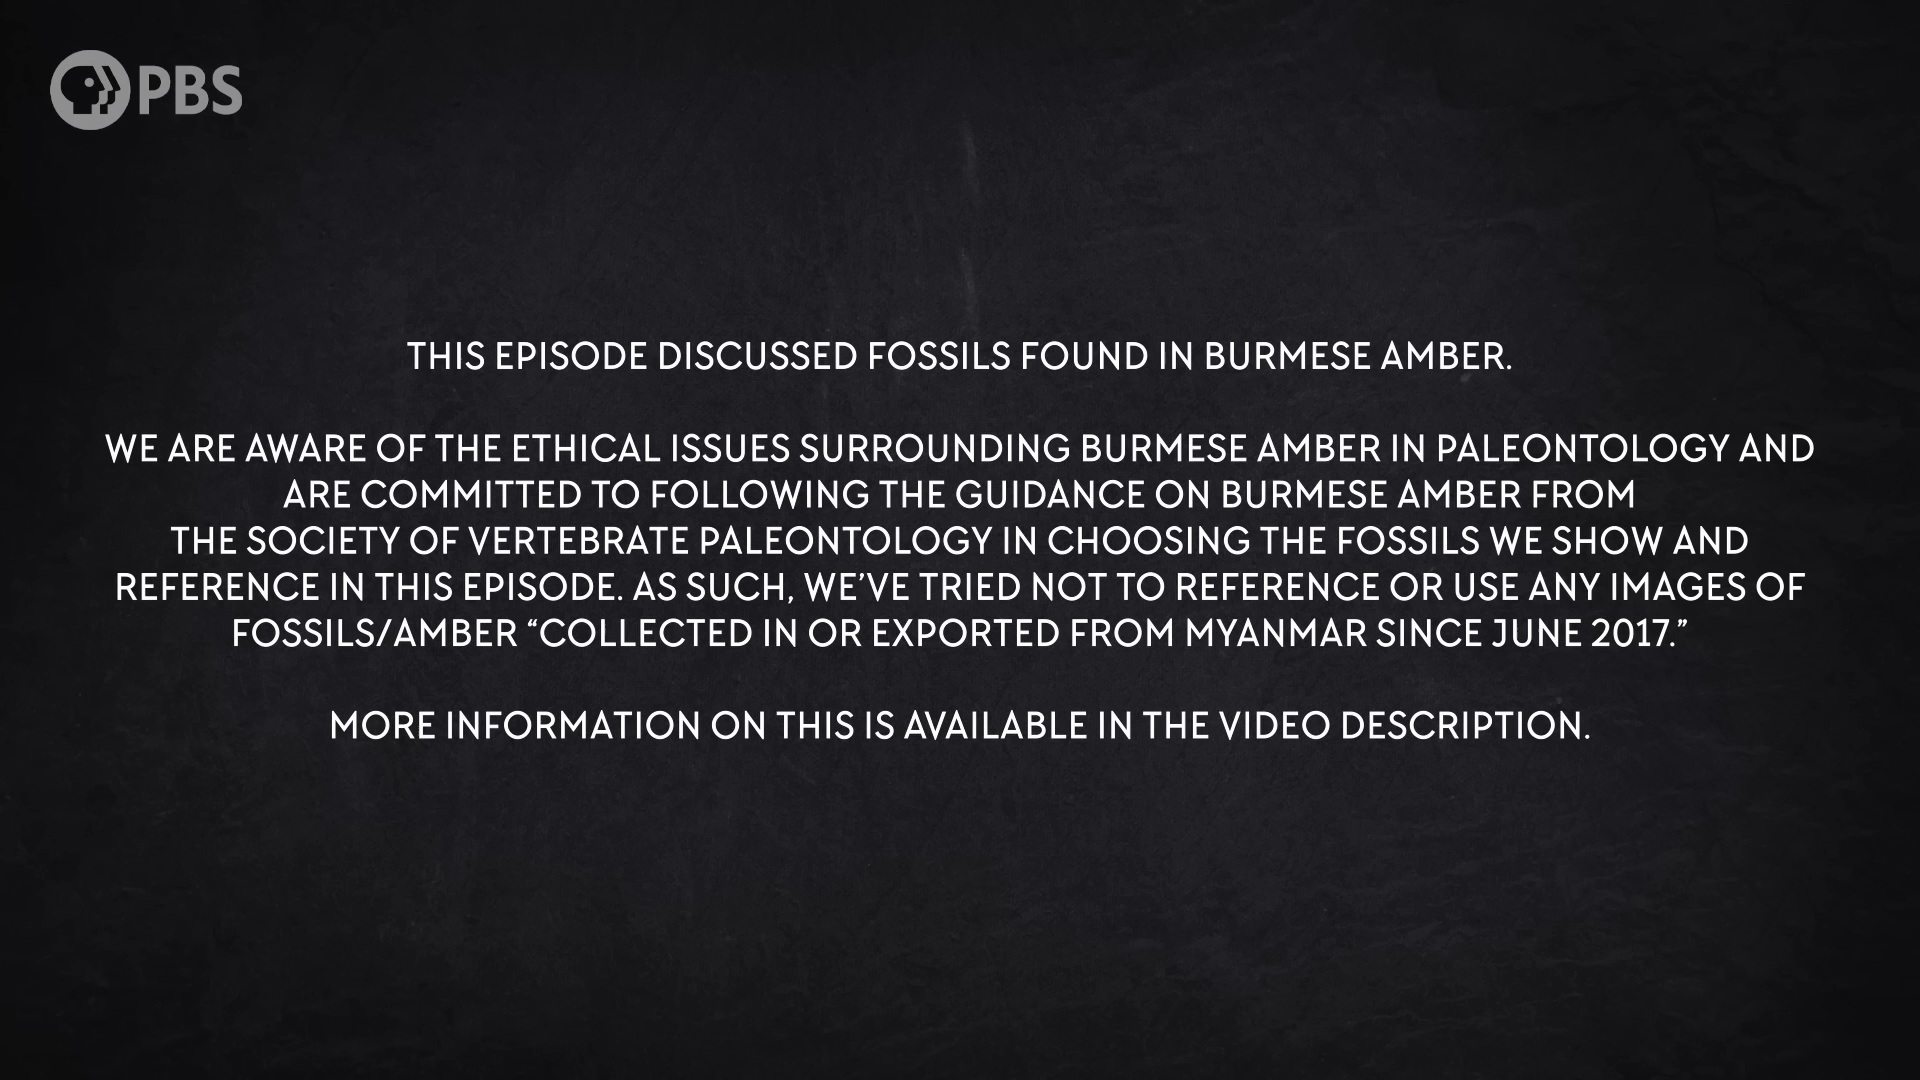 PBS
THIS EPISODE DISCUSSED FOSSILS FOUND IN BURMESE AMBER.
WE ARE AWARE OF THE ETHICAL ISSUES SURROUNDING BURMESE AMBER IN PALEONTOLOGY AND
ARE COMMITTED TO FOLLOWING THE GUIDANCE ON BURMESE AMBER FROM
THE SOCIETY OF VERTEBRATE PALEONTOLOGY IN CHOOSING THE FOSSILS WE SHOW AND
REFERENCE IN THIS EPISODE. AS SUCH, WE’VE TRIED NOT TO REFERENCE OR USE ANY IMAGES OF
FOSSILS/AMBER “COLLECTED IN OR EXPORTED FROM MYANMAR SINCE JUNE 2017.”
MORE INFORMATION ON THIS IS AVAILABLE IN THE VIDEO DESCRIPTION.